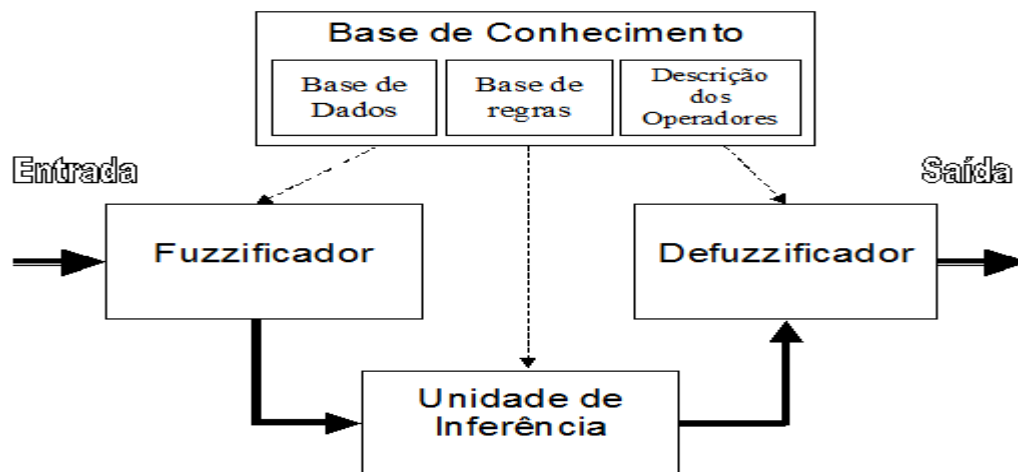 Base de Conhecimento
Base de
Dados
Base de
regras
Descrição
dos
Operadores
Entrada
Saída
Fuzzificador
Defuzzificador
Unidade de
Inferência